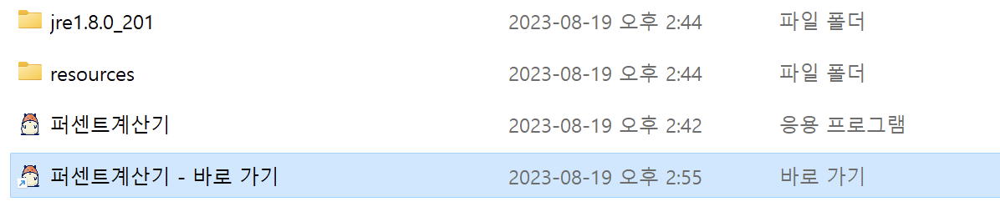 jre1.8.0_201 2023-08-19 오후 2:44 파일 폴더
resources 2023-08-19 오후 2:44 파일 폴더
퍼센트계산기 2023-08-19 오후 2:42 응용 프로그램
퍼센트계산기 - 바로 가기 2023-08-19 오후 2:55 바로 가기